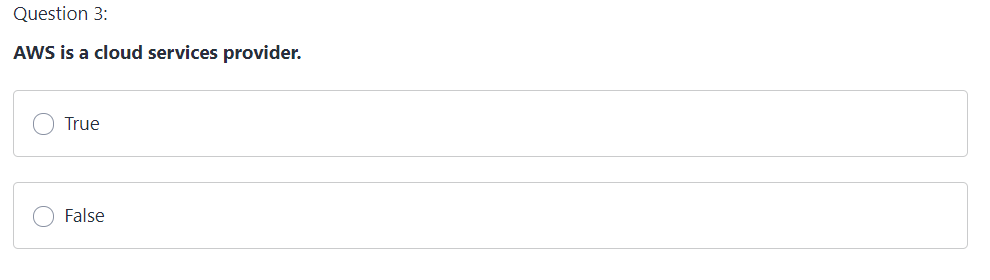 Question 3:
AWS is a cloud services provider.
True
False